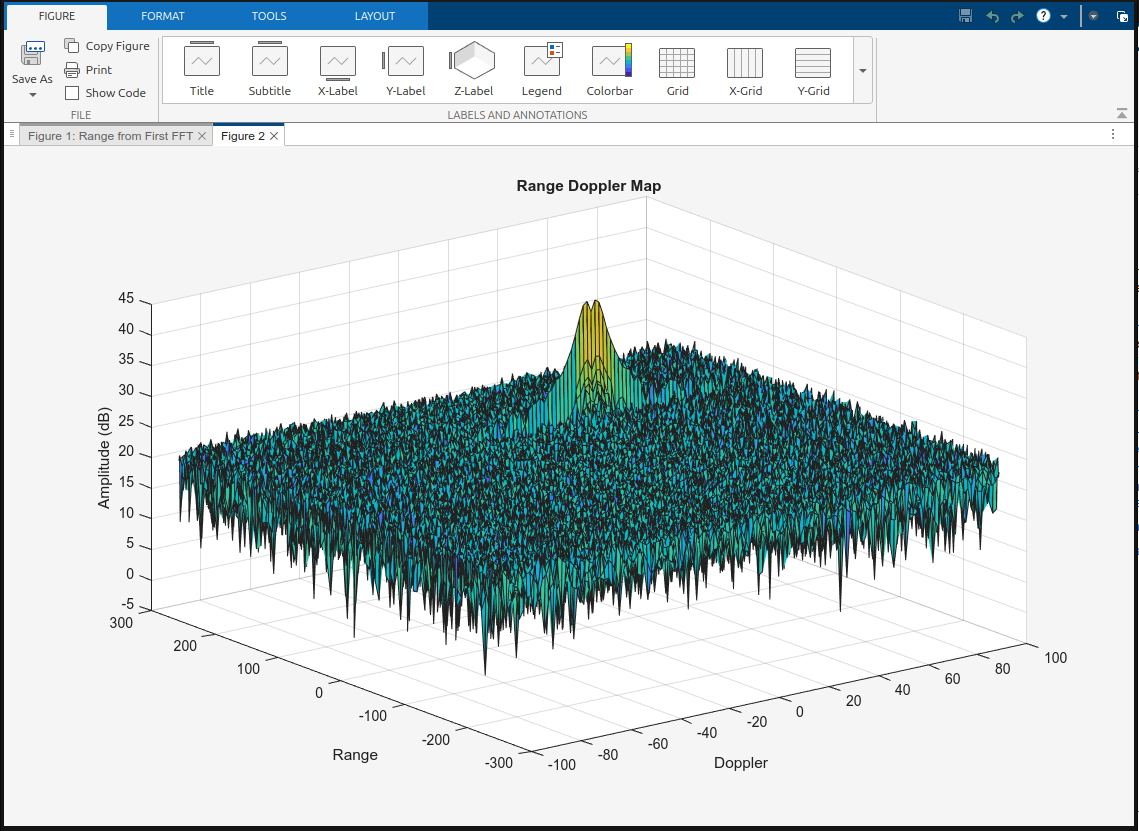 FIGURE FORMAT TOOLS LAYOUT
?
Save As
Copy Figure
Print
Show Code
FILE
Title Subtitle X-Label Y-Label Z-Label Legend Colorbar Grid X-Grid Y-Grid
LABELS AND ANNOTATIONS
Figure 1: Range from First FFT Figure 2
Range Doppler Map
45
40
35
30
25
20
15
10
5
0
-5
Amplitude (dB)
300
200
100
0
-100
-200
-300
Range
-100
-80
-60
-40
-20
0
20
40
60
80
100
Doppler